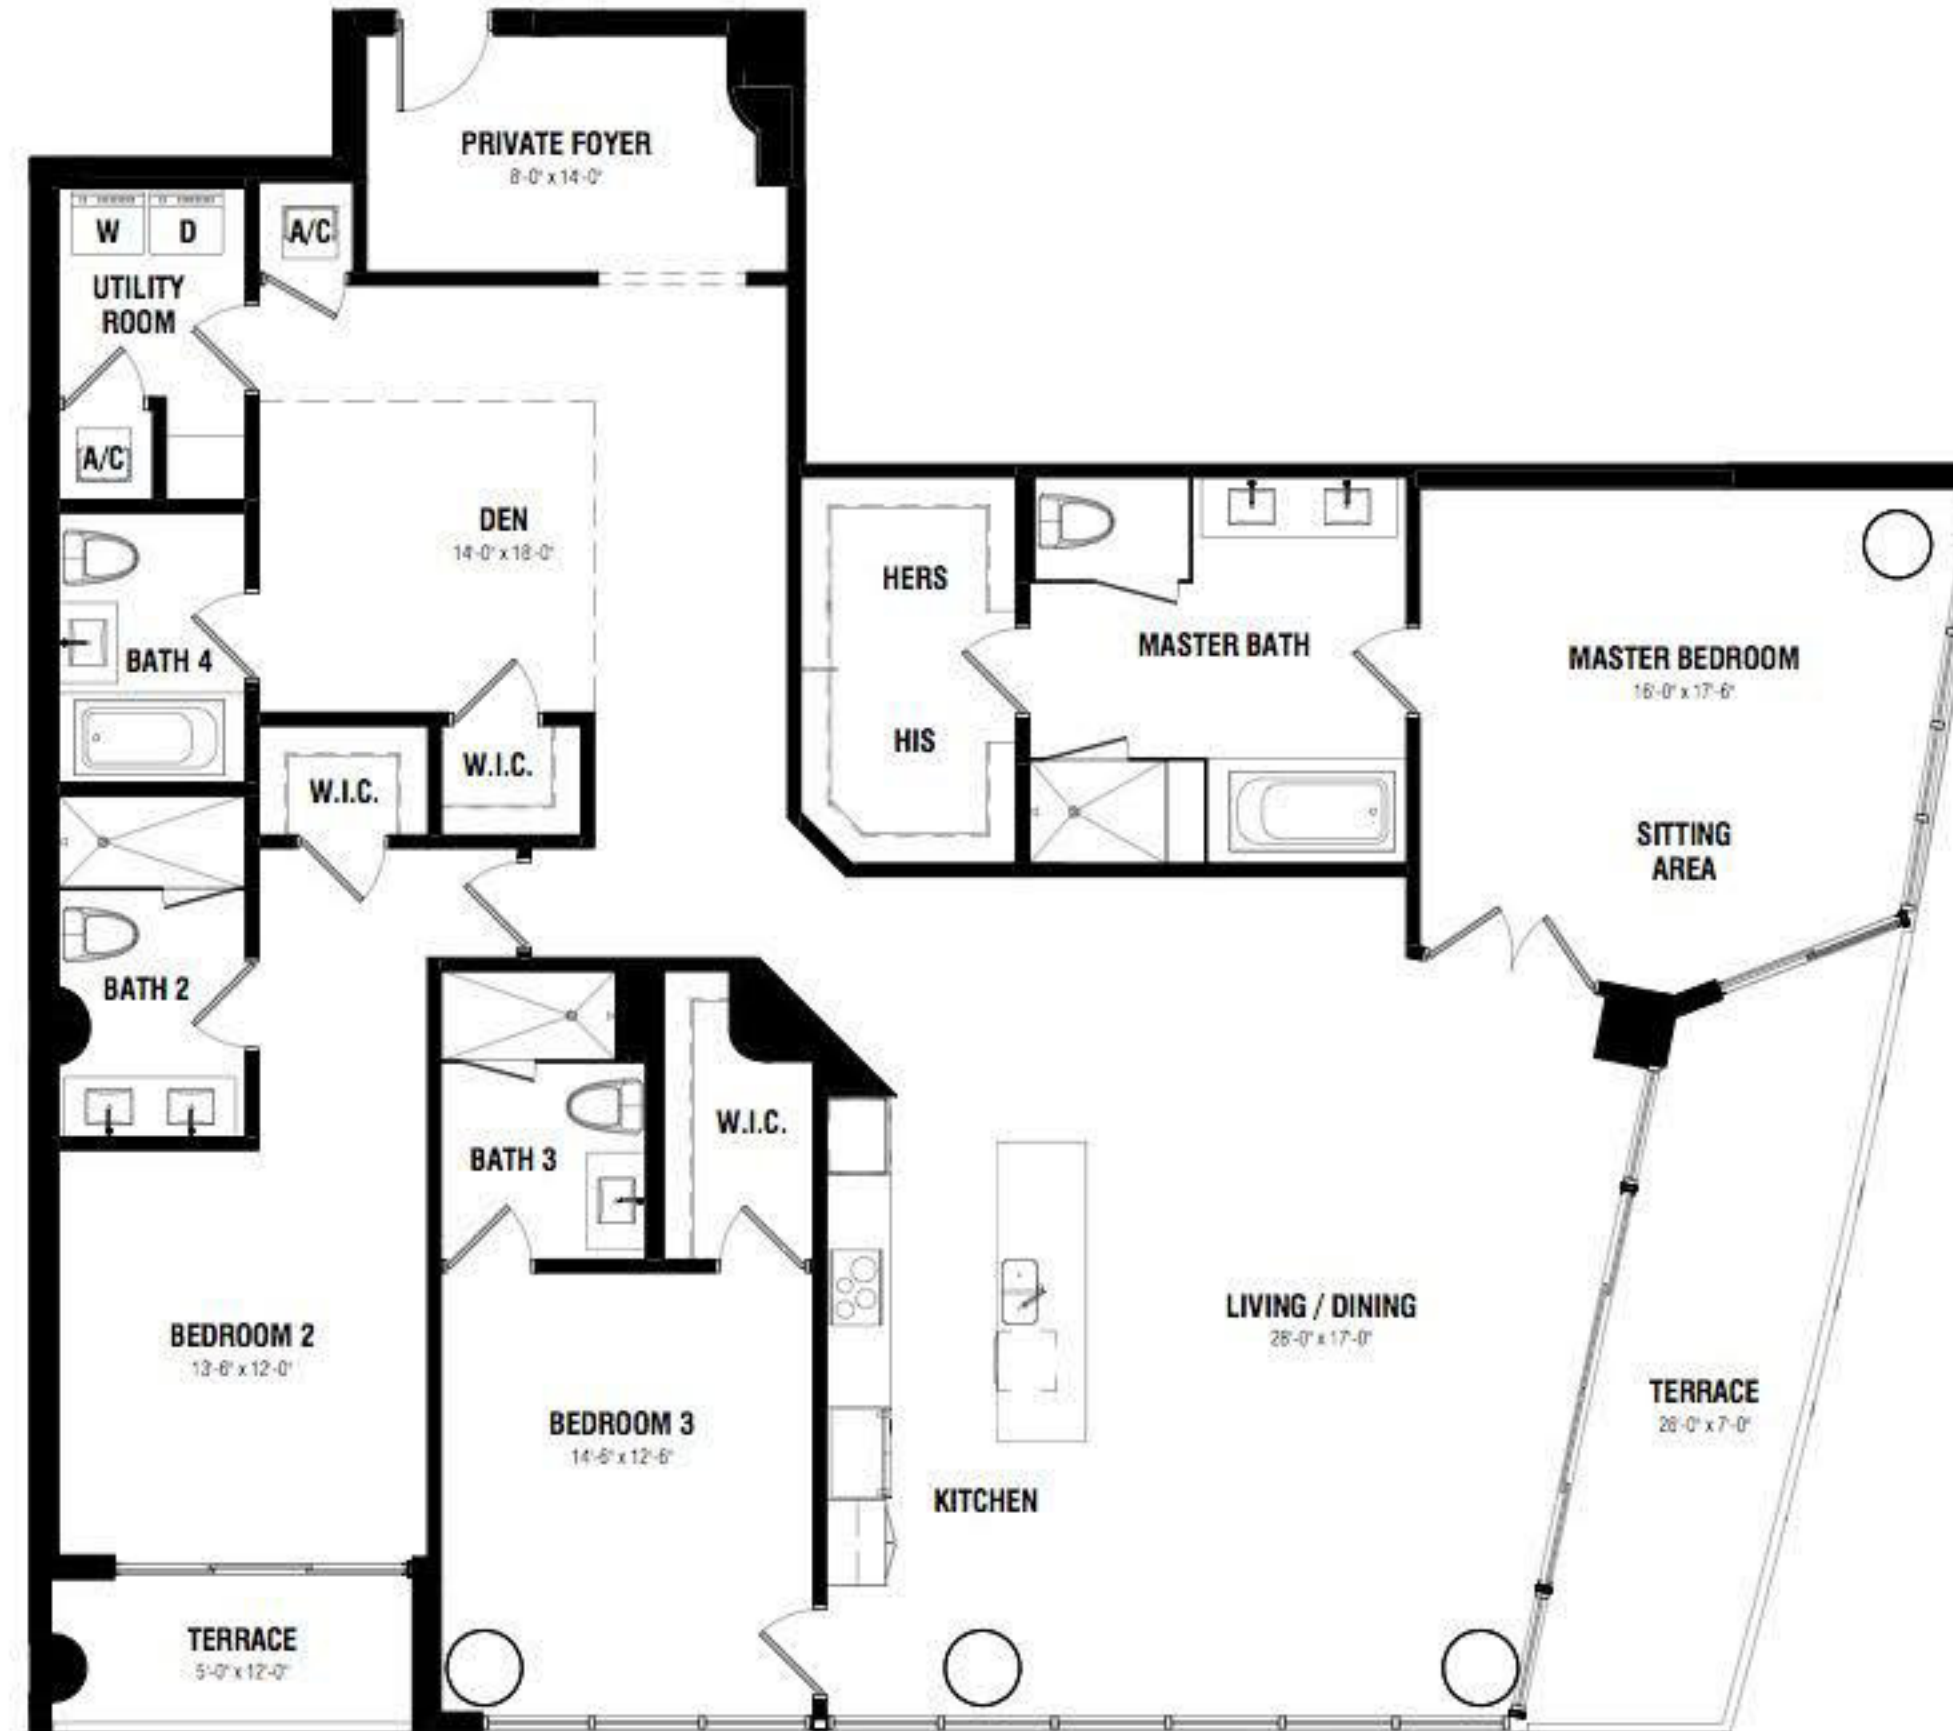 PRIVATE FOYER
8'-0" x 14'-0"
W
D
A/C
UTILITY
ROOM
A/C
DEN
14'-0" x 18'-0"
HERS
MASTER BATH
MASTER BEDROOM
16'-0" x 17'-6"
BATH 4
HIS
W.I.C.
W.I.C.
SITTING
AREA
BATH 2
W.I.C.
BATH 3
BEDROOM 2
13'-6" x 12'-0"
LIVING / DINING
28'-0" x 17'-0"
BEDROOM 3
14'-6" x 12'-6"
TERRACE
28'-0" x 7'-0"
KITCHEN
TERRACE
5'-0" x 12'-0"